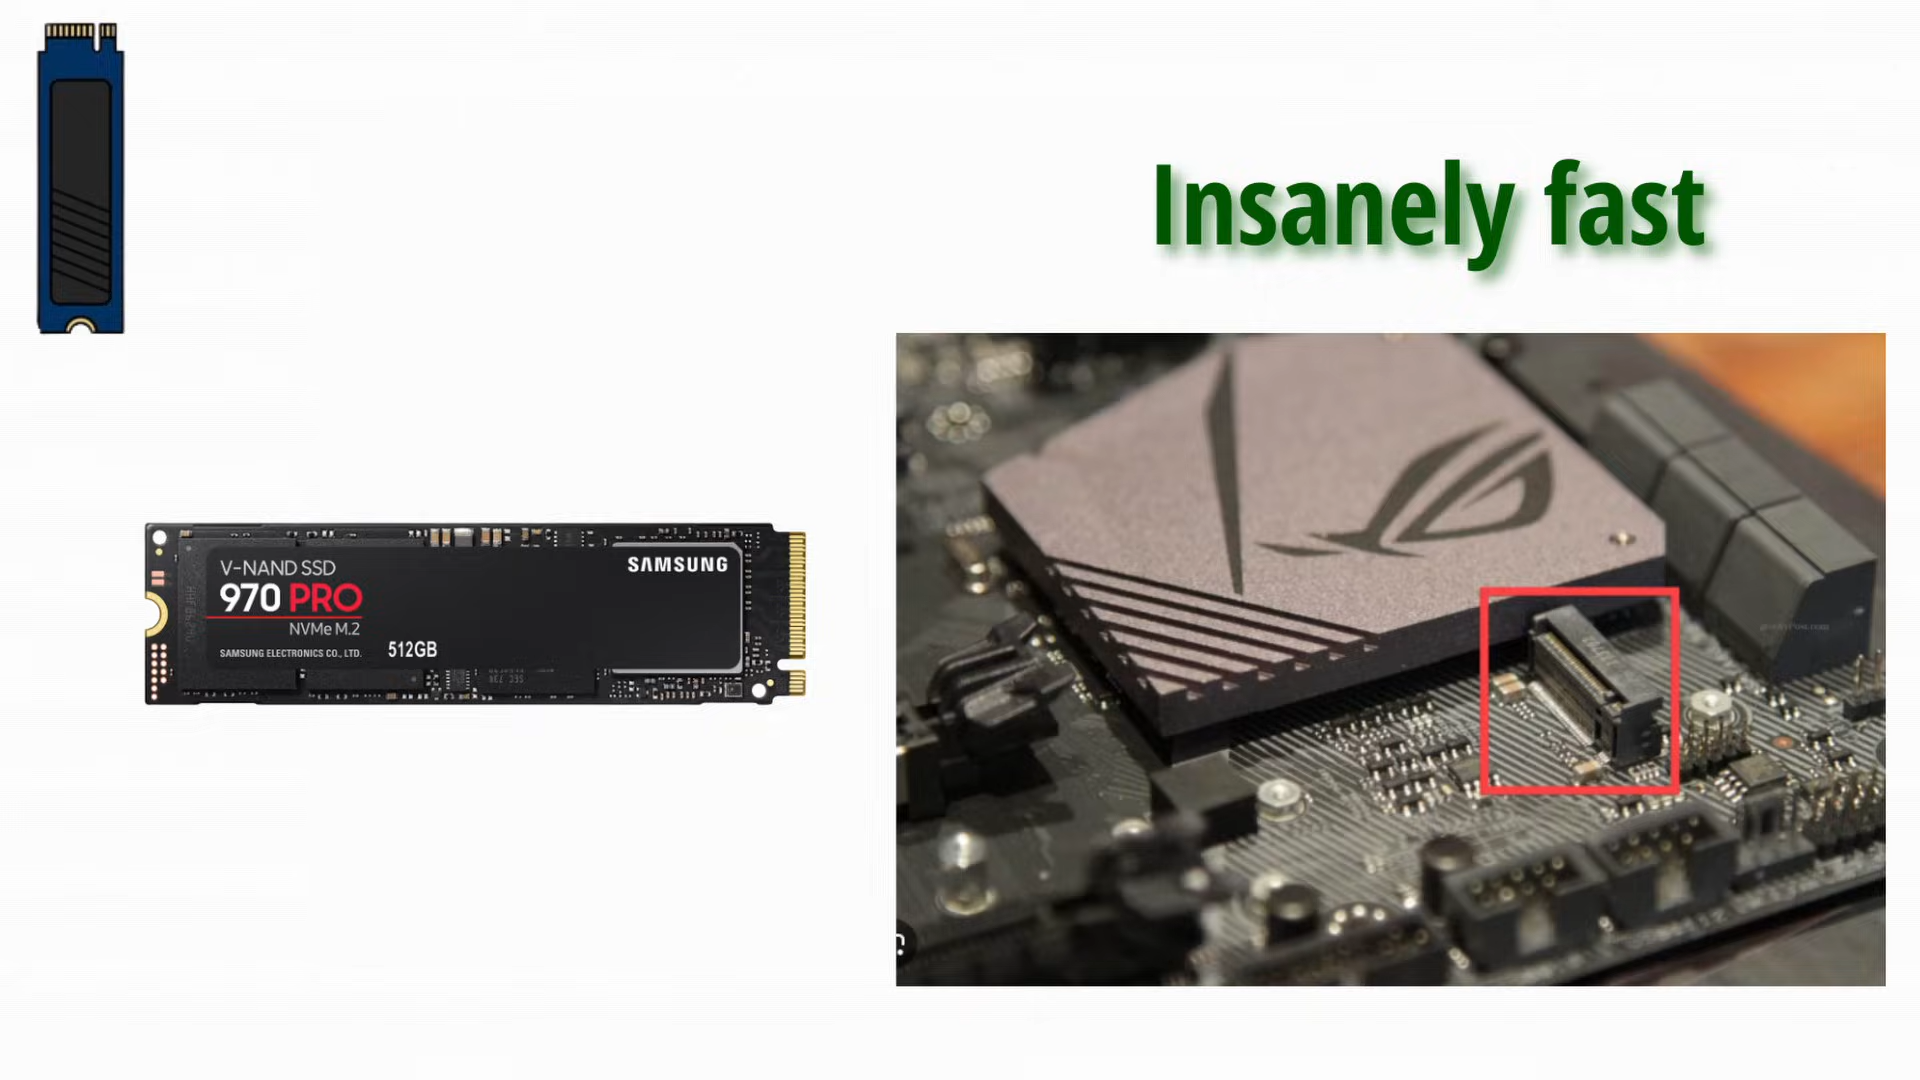 Insanely fast
V-NAND SSD
970 PRO
NVMe M.2
SAMSUNG ELECTRONICS CO., LTD.
512GB
SAMSUNG